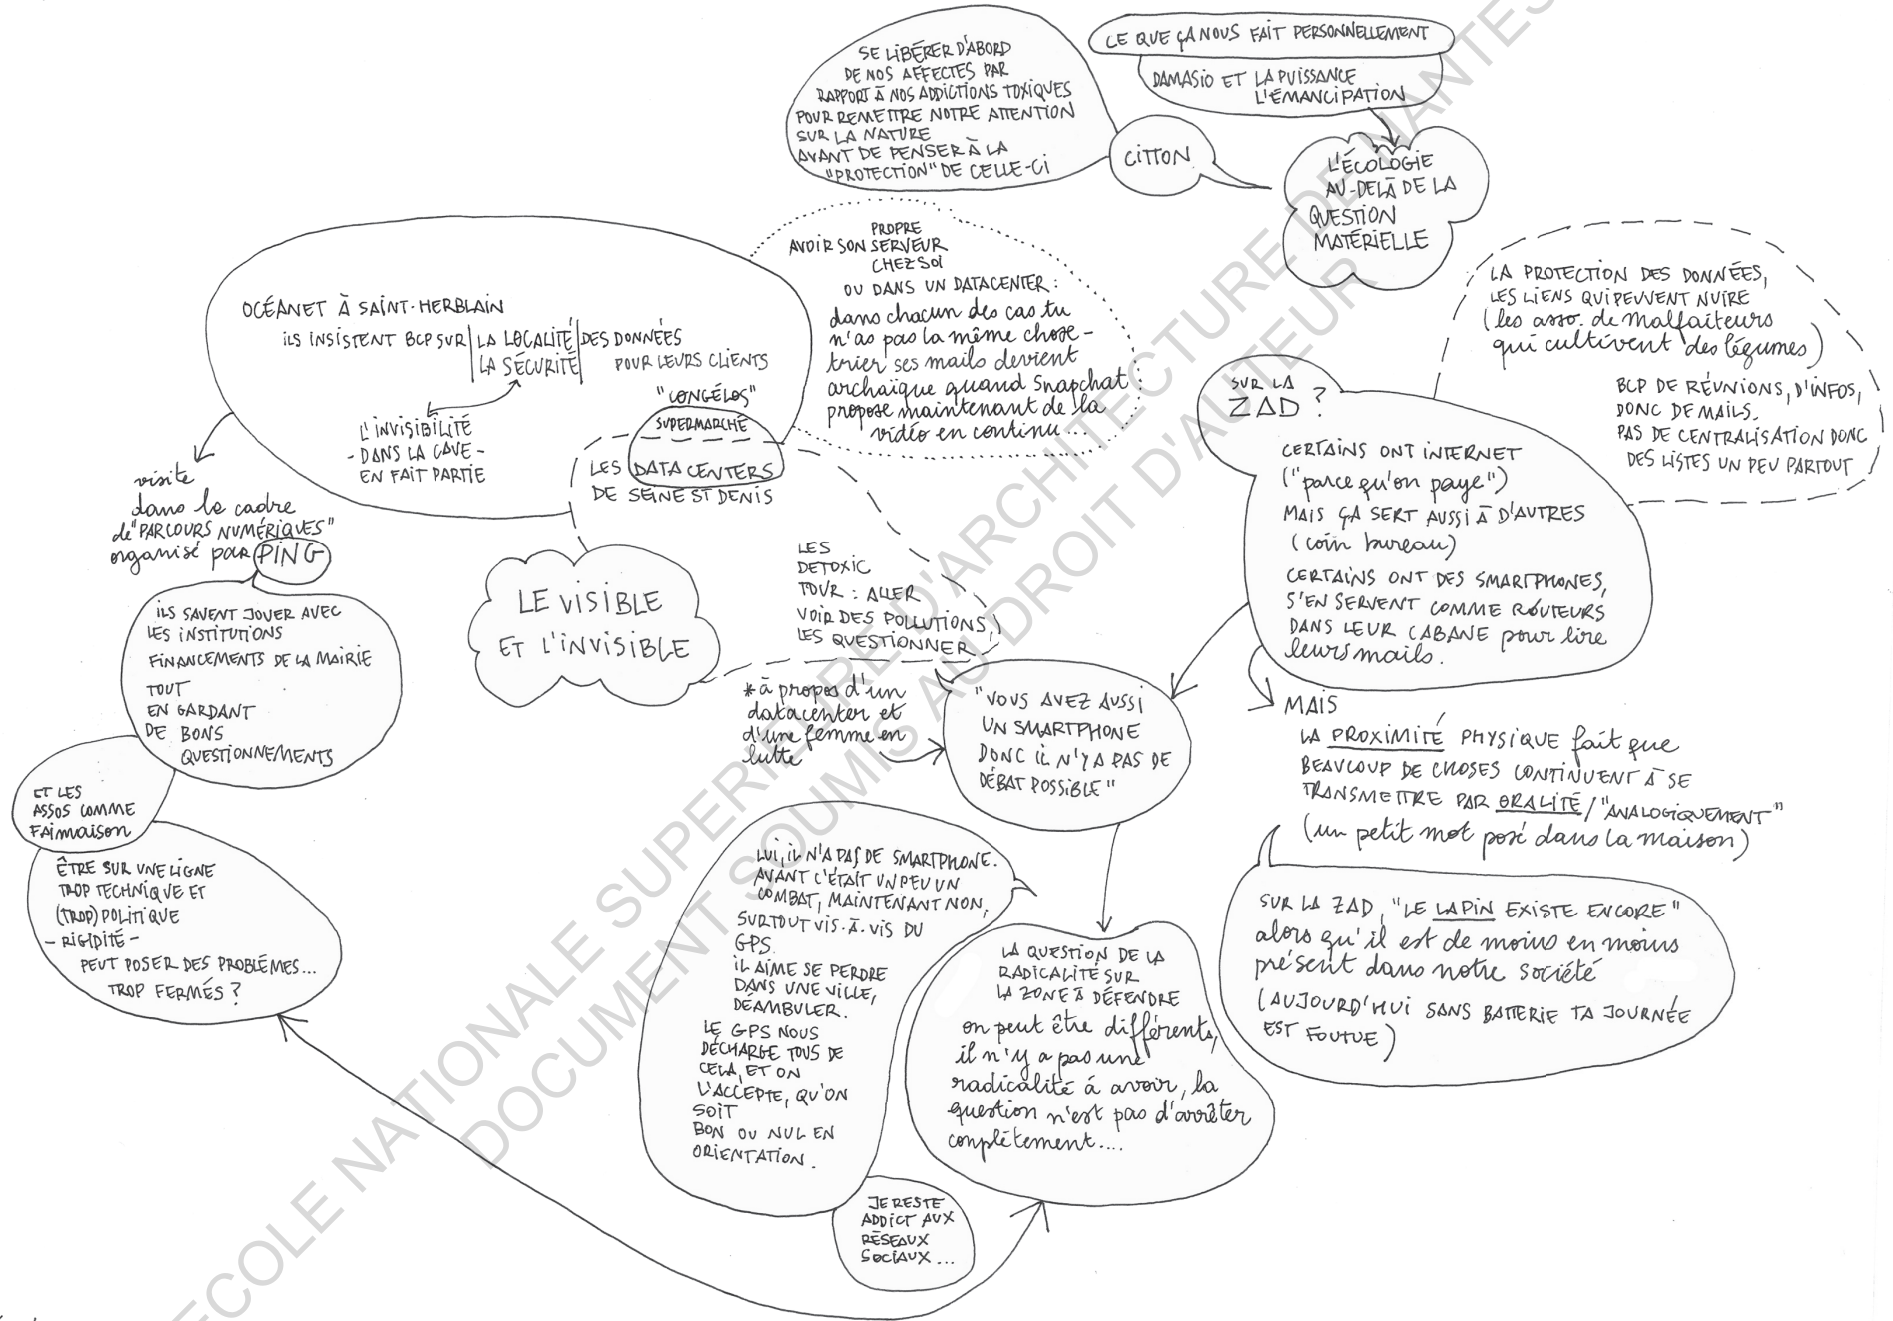 CE QUE ÇA NOUS FAIT PERSONNELLEMENT
DAMASIO ET LA PUISSANCE
L'ÉMANCIPATION
SE LIBÉRER D'ABORD
DE NOS AFFECTES PAR
RAPPORT À NOS ADDICTIONS TOXIQUES
POUR REMETTRE NOTRE ATTENTION
SUR LA NATURE
AVANT DE PENSER À LA
"PROTECTION" DE CELLE-CI
CITTON
L'ÉCOLOGIE
AU-DELÀ DE LA
QUESTION
MATÉRIELLE
OCÉANET À SAINT-HERBLAIN
ILS INSISTENT BCP SUR LA LOCALITÉ DES DONNÉES
LA SÉCURITÉ POUR LEURS CLIENTS
L'INVISIBILITÉ
- DANS LA CAVE -
EN FAIT PARTIE
"CONGÉLOS"
SUPERMARCHÉ
LES DATA CENTERS
DE SEINE ST DENIS
PROPRE
AVOIR SON SERVEUR
CHEZ SOI
OU DANS UN DATACENTER :
dans chacun des cas tu
n'as pas la même chose -
trier ses mails devient
archaïque quand Snapchat
propose maintenant de la
vidéo en continu....
visite
dans le cadre
de "PARCOURS NUMÉRIQUES"
organisé par PING
ILS SAVENT JOUER AVEC
LES INSTITUTIONS
FINANCEMENTS DE LA MAIRIE
TOUT
EN GARDANT
DE BONS
QUESTIONNEMENTS
ET LES
ASSOS COMME
FAIMAISON
ÊTRE SUR UNE LIGNE
TROP TECHNIQUE ET
(TROP) POLITIQUE
- RIGIDITÉ -
PEUT POSER DES PROBLÈMES...
TROP FERMÉS ?
LE VISIBLE
ET L'INVISIBLE
LES
DETOXIC
TOUR : ALLER
VOIR DES POLLUTIONS,
LES QUESTIONNER
* à propos d'un
datacenter et
d'une femme en
lutte
"VOUS AVEZ AUSSI
UN SMARTPHONE
DONC IL N'Y A PAS DE
DÉBAT POSSIBLE"
LUI, IL N'A PAS DE SMARTPHONE.
AVANT C'ÉTAIT UN PEU UN
COMBAT, MAINTENANT NON,
SURTOUT VIS-À-VIS DU
GPS.
IL AIME SE PERDRE
DANS UNE VILLE,
DÉAMBULER.
LE GPS NOUS
DÉCHARGE TOUS DE
CELA, ET ON
L'ACCEPTE, QU'ON
SOIT
BON OU NUL EN
ORIENTATION.
JE RESTE
ADDICT AUX
RÉSEAUX
SOCIAUX...
LA QUESTION DE LA
RADICALITÉ SUR
LA ZONE À DÉFENDRE
on peut être différents,
il n'y a pas une
radicalité à avoir, la
question n'est pas d'arrêter
complètement....
SUR LA
ZAD ?
CERTAINS ONT INTERNET
("parce qu'on paye")
MAIS ÇA SERT AUSSI À D'AUTRES
(coin bureau)
CERTAINS ONT DES SMARTPHONES,
S'EN SERVENT COMME ROUTEURS
DANS LEUR CABANE pour lire
leurs mails.
LA PROTECTION DES DONNÉES,
LES LIENS QUI PEUVENT NUIRE
(les asso. de malfaiteurs
qui cultivent des légumes)
BCP DE RÉUNIONS, D'INFOS,
DONC DE MAILS.
PAS DE CENTRALISATION DONC
DES LISTES UN PEU PARTOUT
MAIS
LA PROXIMITÉ PHYSIQUE fait que
BEAUCOUP DE CHOSES CONTINUENT À SE
TRANSMETTRE PAR ORALITÉ / "ANALOGIQUEMENT"
(un petit mot posé dans la maison)
SUR LA ZAD, "LE LAPIN EXISTE ENCORE"
alors qu'il est de moins en moins
présent dans notre société
(AUJOURD'HUI SANS BATTERIE TA JOURNÉE
EST FOUTUE)
ECOLE NATIONALE SUPERIEURE D'ARCHITECTURE DE NANTES
DOCUMENT SOUMIS AU DROIT D'AUTEUR